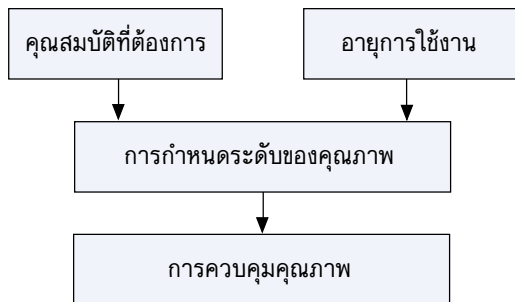 คุณสมบัติที่ต้องการ
อายุการใช้งาน
การกำหนดระดับของคุณภาพ
การควบคุมคุณภาพ